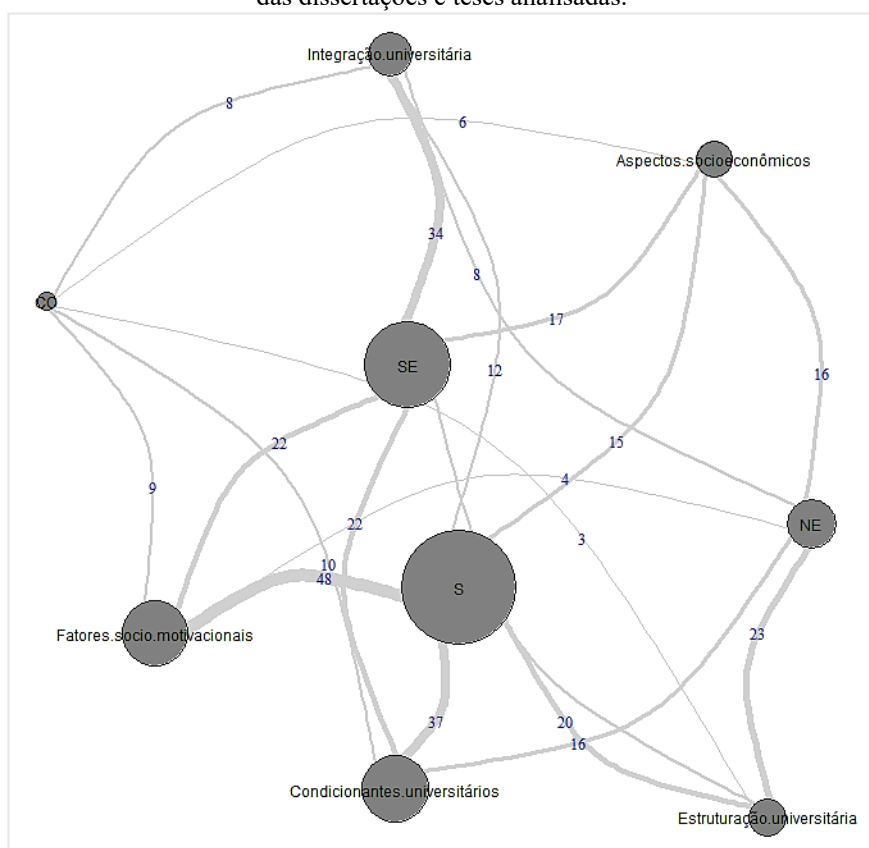 das dissertações e teses analisadas.
Integração.universitária
8
6
Aspectos.socioeconômicos
34
8
CO
17
SE
12
16
22
15
4
22
3
NE
10
48
S
Fatores.socio.motivacionais
23
37
20
16
Condicionantes.universitários
Estruturação.universitária